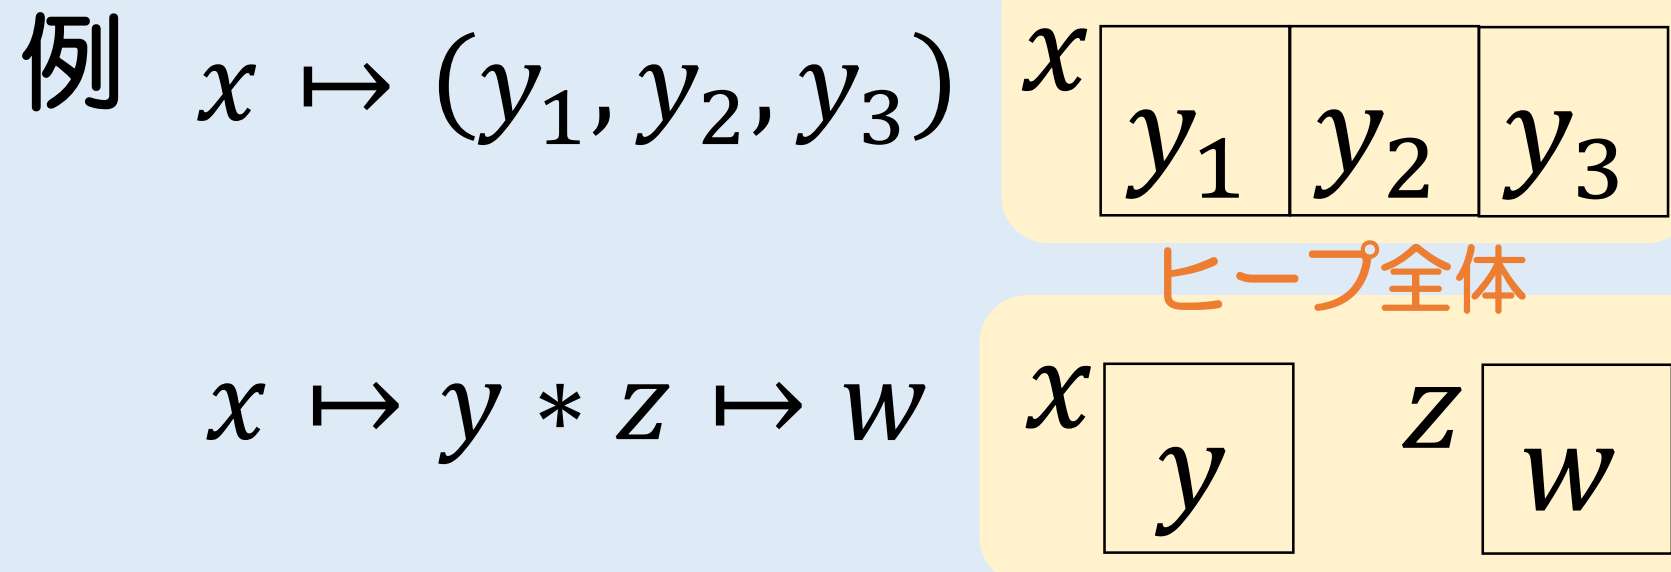 例 x ↦ (y₁, y₂, y₃)
x y₁ y₂ y₃
ヒープ全体
x ↦ y * z ↦ w
x y z w